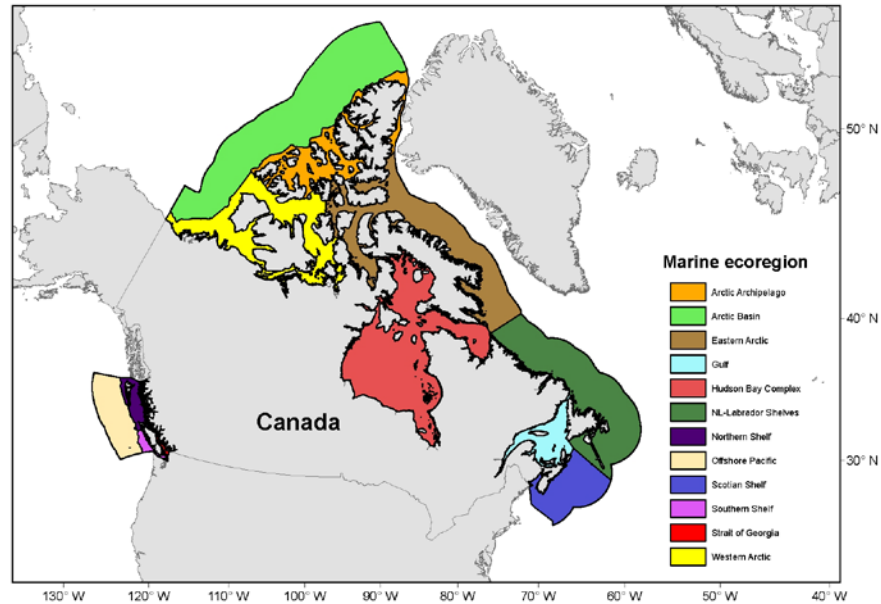 50° N
Marine ecoregion
Arctic Archipelago
Arctic Basin
Eastern Arctic
40° N
Gulf
Hudson Bay Complex
NL-Labrador Shelves
Canada
Northern Shelf
30° N
Offshore Pacific
Scotian Shelf
Southern Shelf
Strait of Georgia
Western Arctic
130° W 120° W 110° W 100° W 90° W 80° W 70° W 60° W 50° W 40° W